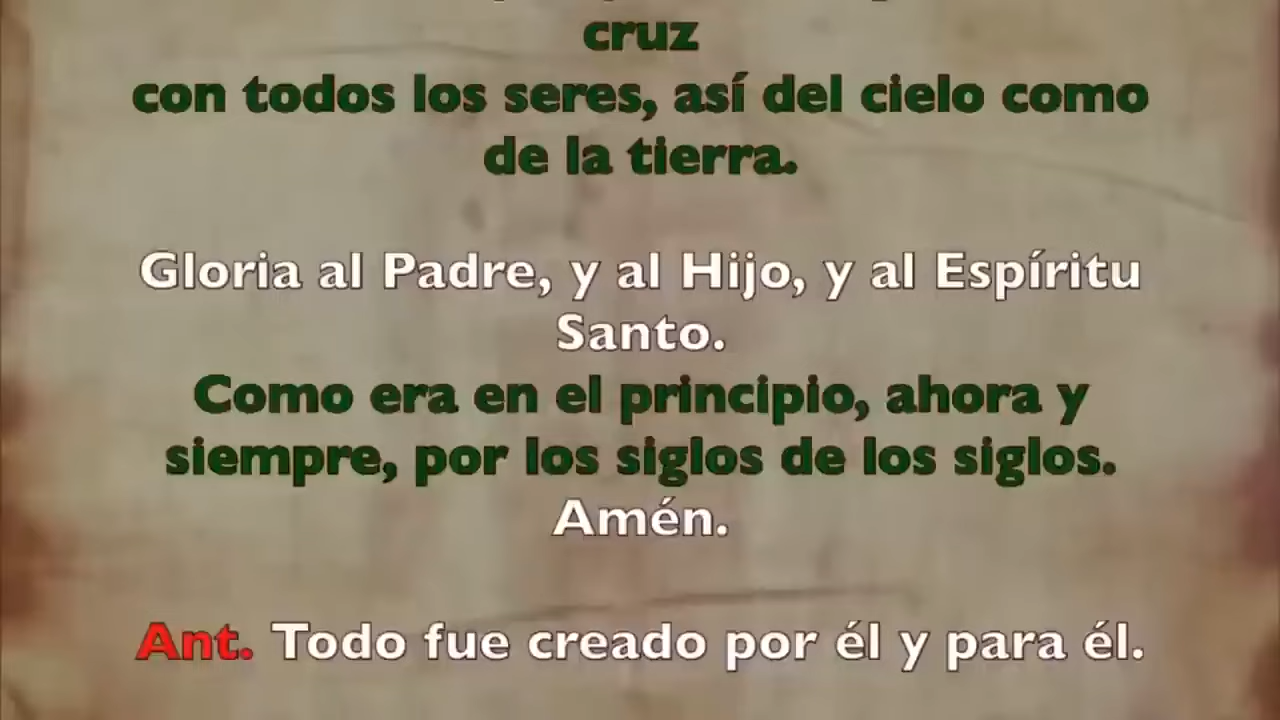 cruz
con todos los seres, así del cielo como
de la tierra.
Gloria al Padre, y al Hijo, y al Espíritu
Santo.
Como era en el principio, ahora y
siempre, por los siglos de los siglos.
Amén.
Ant. Todo fue creado por él y para él.